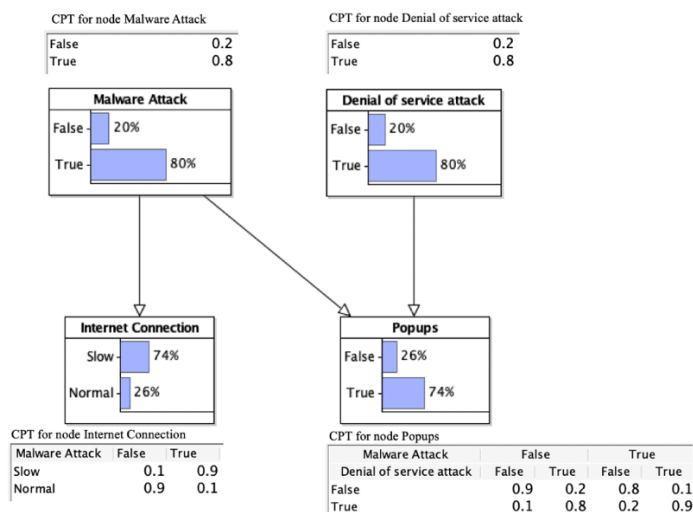 CPT for node Malware Attack
False 0.2
True 0.8
CPT for node Denial of service attack
False 0.2
True 0.8
Malware Attack
False 20%
True 80%
Denial of service attack
False 20%
True 80%
Internet Connection
Slow 74%
Normal 26%
Popups
False 26%
True 74%
CPT for node Internet Connection
Malware Attack False True
Slow 0.1 0.9
Normal 0.9 0.1
CPT for node Popups
Malware Attack False True
Denial of service attack False True False True
False 0.9 0.2 0.8 0.1
True 0.1 0.8 0.2 0.9